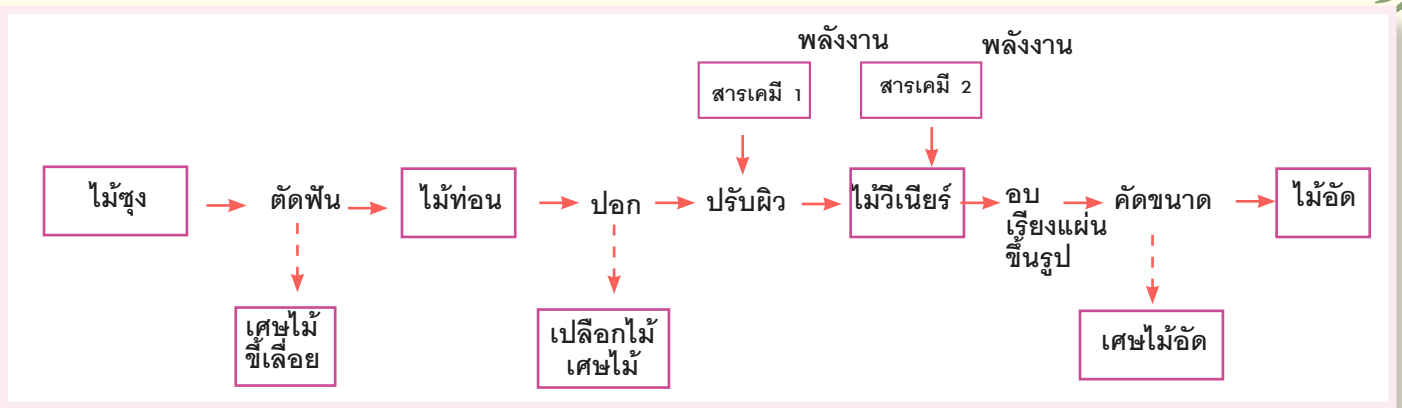 พลังงาน
พลังงาน
สารเคมี 1
สารเคมี 2
ไม้ซุง
ตัดฟัน
ไม้ท่อน
ปอก
ปรับผิว
ไม้วีเนียร์
อบ
เรียงแผ่น
ขึ้นรูป
คัดขนาด
ไม้อัด
เศษไม้
ขี้เลื่อย
เปลือกไม้
เศษไม้
เศษไม้อัด